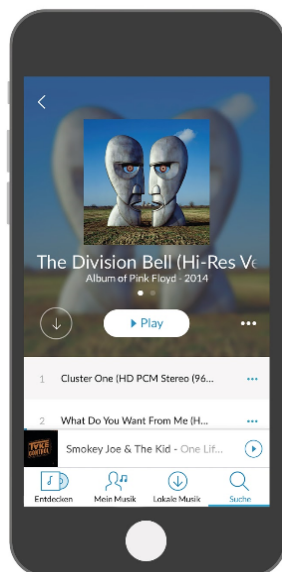 The Division Bell (Hi-Res Ve
Album of Pink Floyd - 2014
Play
1 Cluster One (HD PCM Stereo (96...
2 What Do You Want From Me (H...
TAKE
CONTROL
Smokey Joe & The Kid - One Lif...
Entdecken Mein Musik Lokale Musik Suche